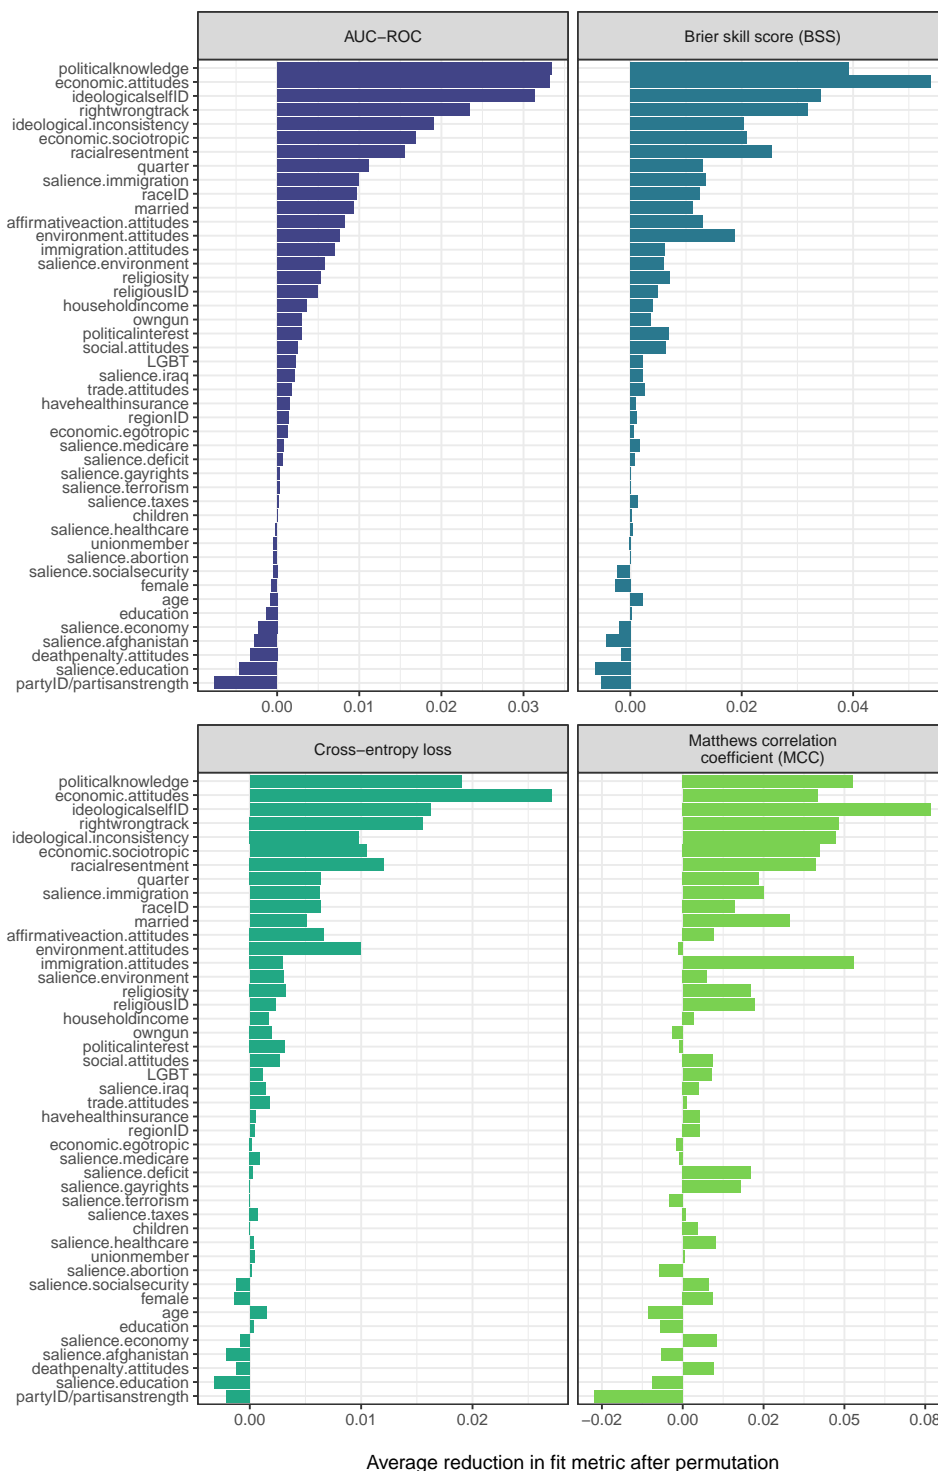 AUC−ROC
Brier skill score (BSS)
politicalknowledge
economic.attitudes
ideologicalselfID
rightwrongtrack
ideological.inconsistency
economic.sociotropic
racialresentment
quarter
salience.immigration
raceID
married
affirmativeaction.attitudes
environment.attitudes
immigration.attitudes
salience.environment
religiosity
religiousID
householdincome
owngun
politicalinterest
social.attitudes
LGBT
salience.iraq
trade.attitudes
havehealthinsurance
regionID
economic.egotropic
salience.medicare
salience.deficit
salience.gayrights
salience.terrorism
salience.taxes
children
salience.healthcare
unionmember
salience.abortion
salience.socialsecurity
female
age
education
salience.economy
salience.afghanistan
deathpenalty.attitudes
salience.education
partyID/partisanstrength
0.00 0.01 0.02 0.03
0.00 0.02 0.04
Cross−entropy loss
Matthews correlation
coefficient (MCC)
politicalknowledge
economic.attitudes
ideologicalselfID
rightwrongtrack
ideological.inconsistency
economic.sociotropic
racialresentment
quarter
salience.immigration
raceID
married
affirmativeaction.attitudes
environment.attitudes
immigration.attitudes
salience.environment
religiosity
religiousID
householdincome
owngun
politicalinterest
social.attitudes
LGBT
salience.iraq
trade.attitudes
havehealthinsurance
regionID
economic.egotropic
salience.medicare
salience.deficit
salience.gayrights
salience.terrorism
salience.taxes
children
salience.healthcare
unionmember
salience.abortion
salience.socialsecurity
female
age
education
salience.economy
salience.afghanistan
deathpenalty.attitudes
salience.education
partyID/partisanstrength
0.00 0.01 0.02
−0.02 0.00 0.02 0.05 0.08
Average reduction in fit metric after permutation